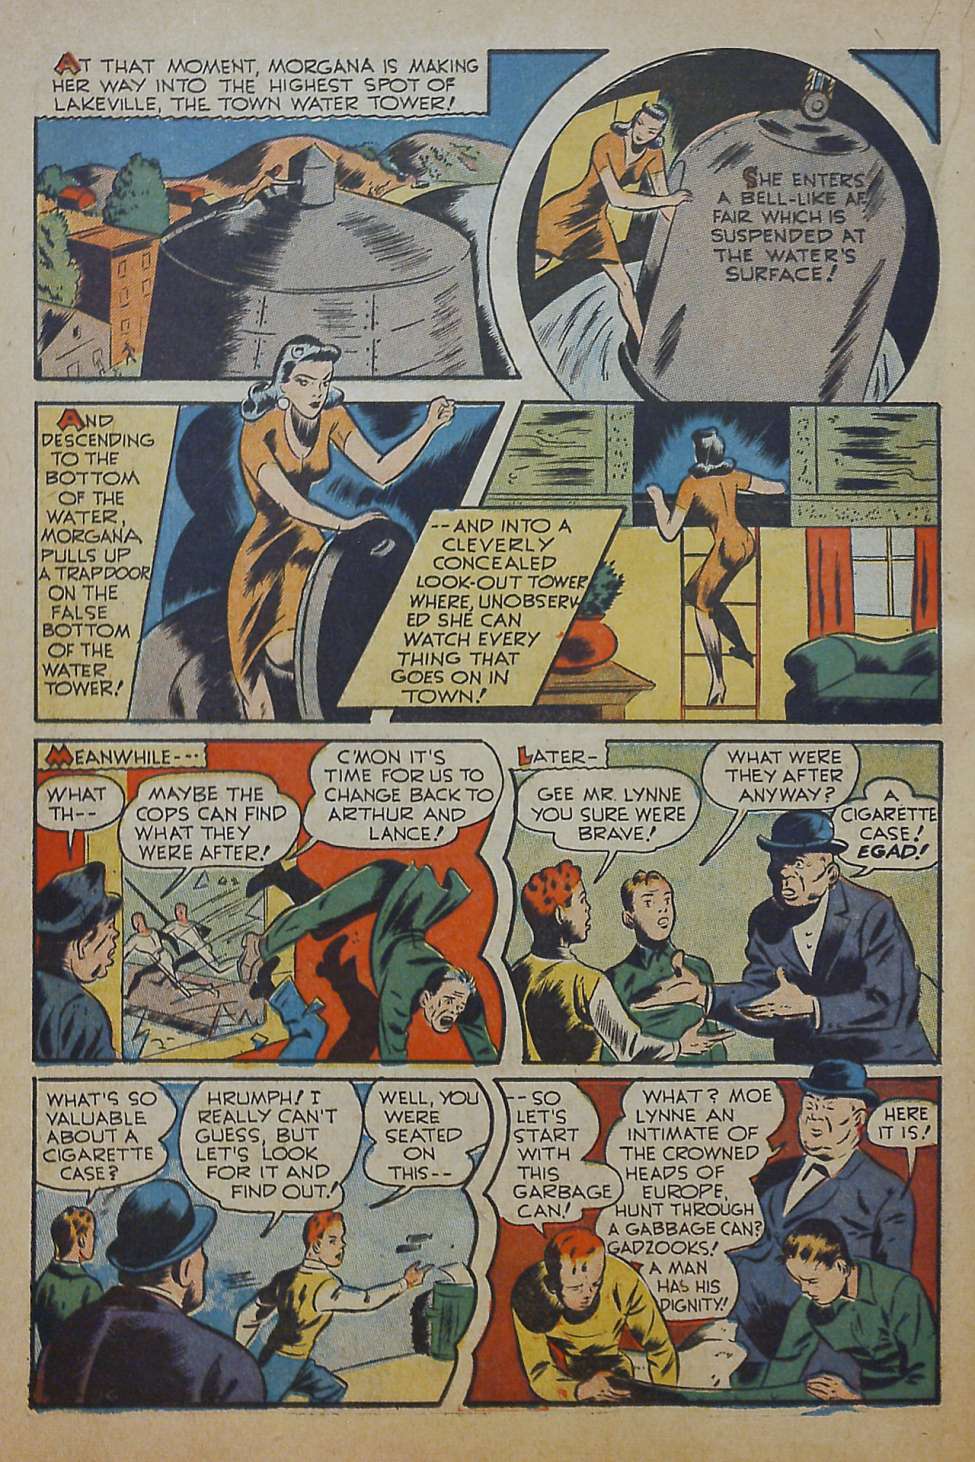 AT THAT MOMENT, MORGANA IS MAKING
HER WAY INTO THE HIGHEST SPOT OF
LAKEVILLE, THE TOWN WATER TOWER!
SHE ENTERS
A BELL-LIKE AF
FAIR WHICH IS
SUSPENDED AT
THE WATER'S
SURFACE!
AND
DESCENDING
TO THE
BOTTOM
OF THE
WATER,
MORGANA
PULLS UP
A TRAPDOOR
ON THE
FALSE
BOTTOM
OF THE
WATER
TOWER!
--AND INTO A
CLEVERLY
CONCEALED
LOOK-OUT TOWER
WHERE, UNOBSERV
ED SHE CAN
WATCH EVERY
THING THAT
GOES ON IN
TOWN!
MEANWHILE---
WHAT
TH--
MAYBE THE
COPS CAN FIND
WHAT THEY
WERE AFTER!
C'MON IT'S
TIME FOR US TO
CHANGE BACK TO
ARTHUR AND
LANCE!
LATER-
GEE MR. LYNNE
YOU SURE WERE
BRAVE!
WHAT WERE
THEY AFTER
ANYWAY?
A
CIGARETTE
CASE!
EGAD!
WHAT'S SO
VALUABLE
ABOUT A
CIGARETTE
CASE?
HRUMPH! I
REALLY CAN'T
GUESS, BUT
LET'S LOOK
FOR IT AND
FIND OUT!
WELL, YOU
WERE
SEATED
ON
THIS--
--SO
LET'S
START
WITH
THIS
GARBAGE
CAN!
WHAT? MOE
LYNNE AN
INTIMATE OF
THE CROWNED
HEADS OF
EUROPE,
HUNT THROUGH
A GABBAGE CAN?
GADZOOKS!
A MAN
HAS HIS
DIGNITY!
HERE
IT IS!